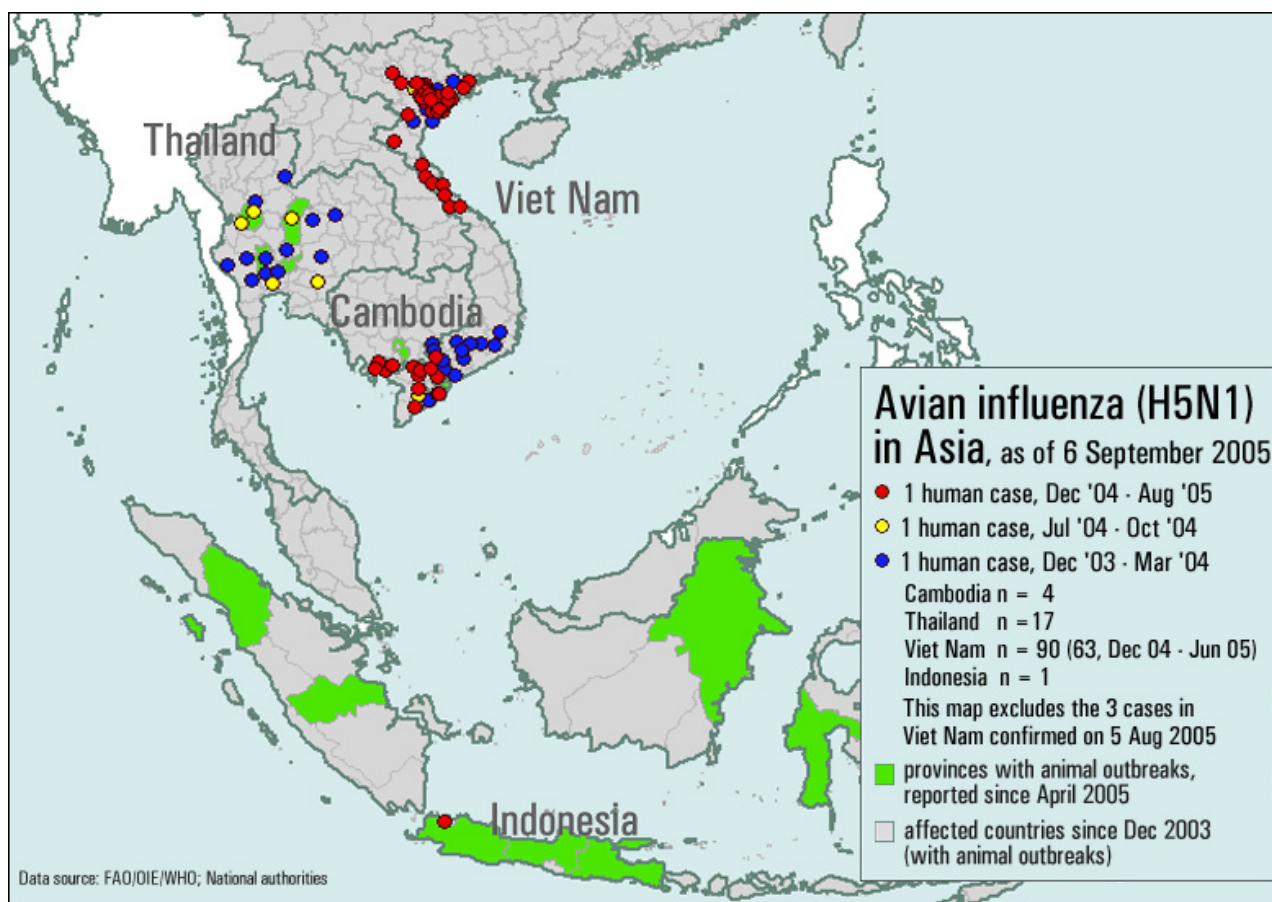 Thailand
Viet Nam
Cambodia
Indonesia
Avian influenza (H5N1)
in Asia, as of 6 September 2005
1 human case, Dec '04 - Aug '05
1 human case, Jul '04 - Oct '04
1 human case, Dec '03 - Mar '04
Cambodia n = 4
Thailand n = 17
Viet Nam n = 90 (63, Dec 04 - Jun 05)
Indonesia n = 1
This map excludes the 3 cases in
Viet Nam confirmed on 5 Aug 2005
provinces with animal outbreaks,
reported since April 2005
affected countries since Dec 2003
(with animal outbreaks)
Data source: FAO/OIE/WHO; National authorities